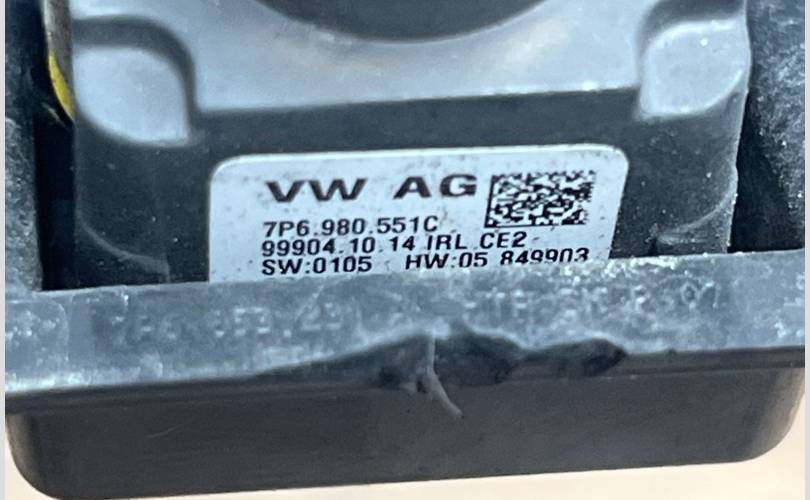 VW AG
7P6.980.551C
99904.10 14 IRL CE2
SW:0105 HW:05 849903